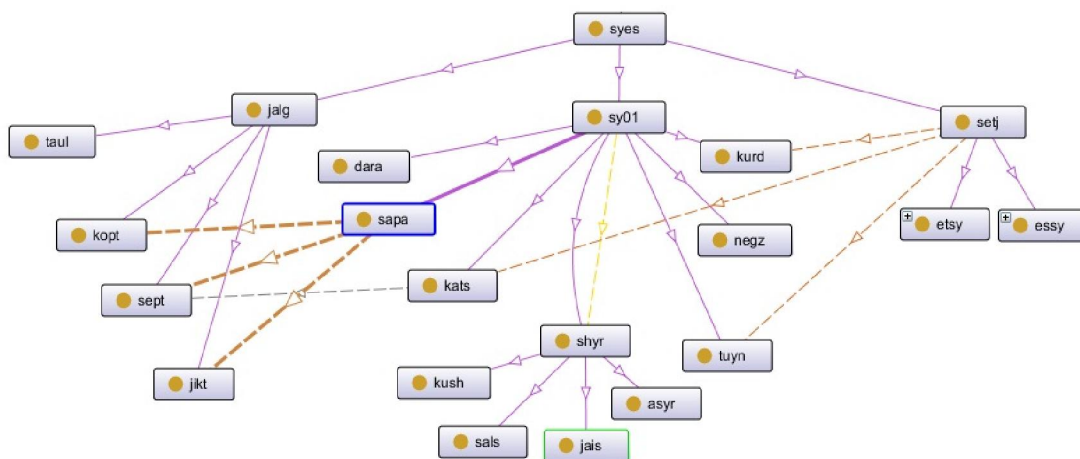 syes
jalg
sy01
setj
taul
dara
kurd
kopt
sapa
negz
etsy
essy
sept
kats
shyr
tuyn
jikt
kush
asyr
sals
jais